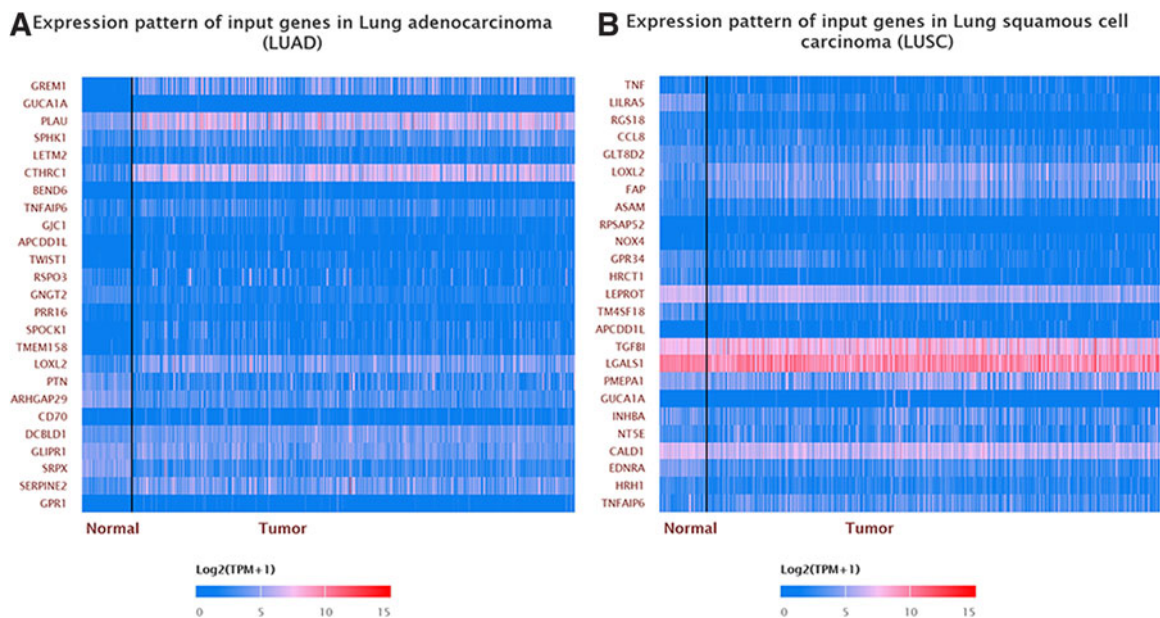 A
Expression pattern of input genes in Lung adenocarcinoma
(LUAD)
GREM1
GUCA1A
PLAU
SPHK1
LETM2
CTHRC1
BEND6
TNFAIP6
GJC1
APCDD1L
TWIST1
RSPO3
GNGT2
PRR16
SPOCK1
TMEM158
LOXL2
PTN
ARHGAP29
CD70
DCBLD1
GLIPR1
SRPX
SERPINE2
GPR1
Normal
Tumor
Log2(TPM+1)
0 5 10 15
B
Expression pattern of input genes in Lung squamous cell
carcinoma (LUSC)
TNF
LILRA5
RGS18
CCL8
GLT8D2
LOXL2
FAP
ASAM
RPSAP52
NOX4
GPR34
HRCT1
LEPROT
TM4SF18
APCDD1L
TGFBI
LGALS1
PMEPA1
GUCA1A
INHBA
NT5E
CALD1
EDNRA
HRH1
TNFAIP6
Normal
Tumor
Log2(TPM+1)
0 5 10 15